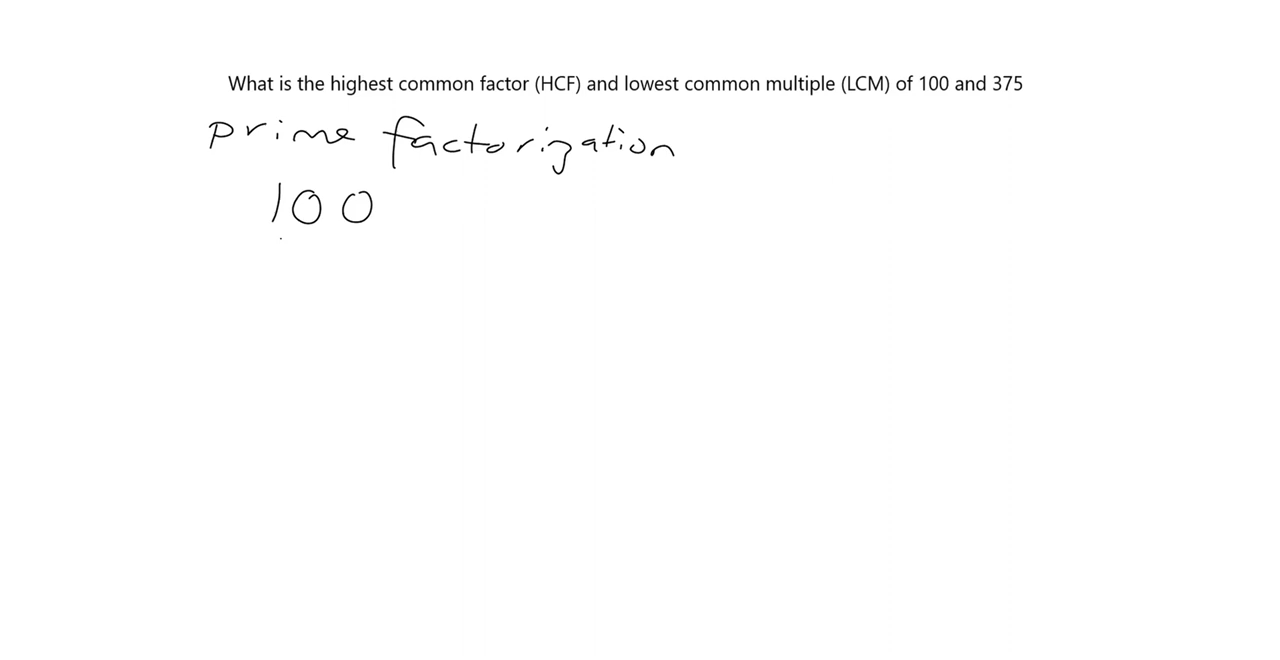 What is the highest common factor (HCF) and lowest common multiple (LCM) of 100 and 375
prime factorization
100